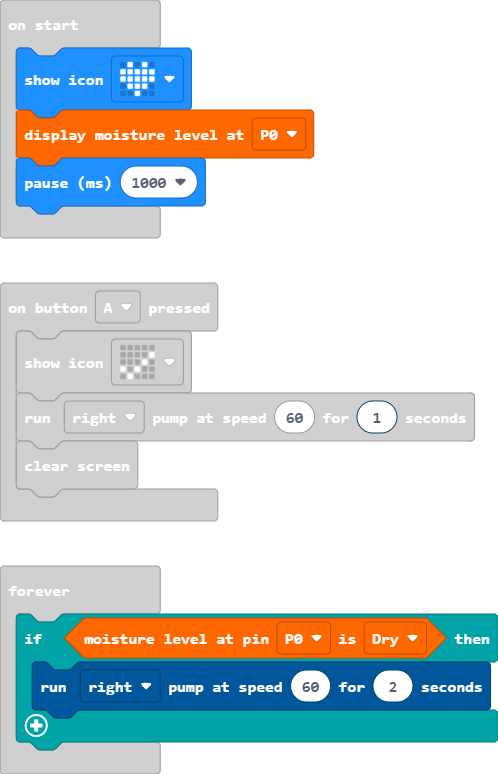 on start
show icon
display moisture level at P0
pause (ms) 1000
on button A pressed
show icon
run right pump at speed 60 for 1 seconds
clear screen
forever
if moisture level at pin P0 is Dry then
run right pump at speed 60 for 2 seconds